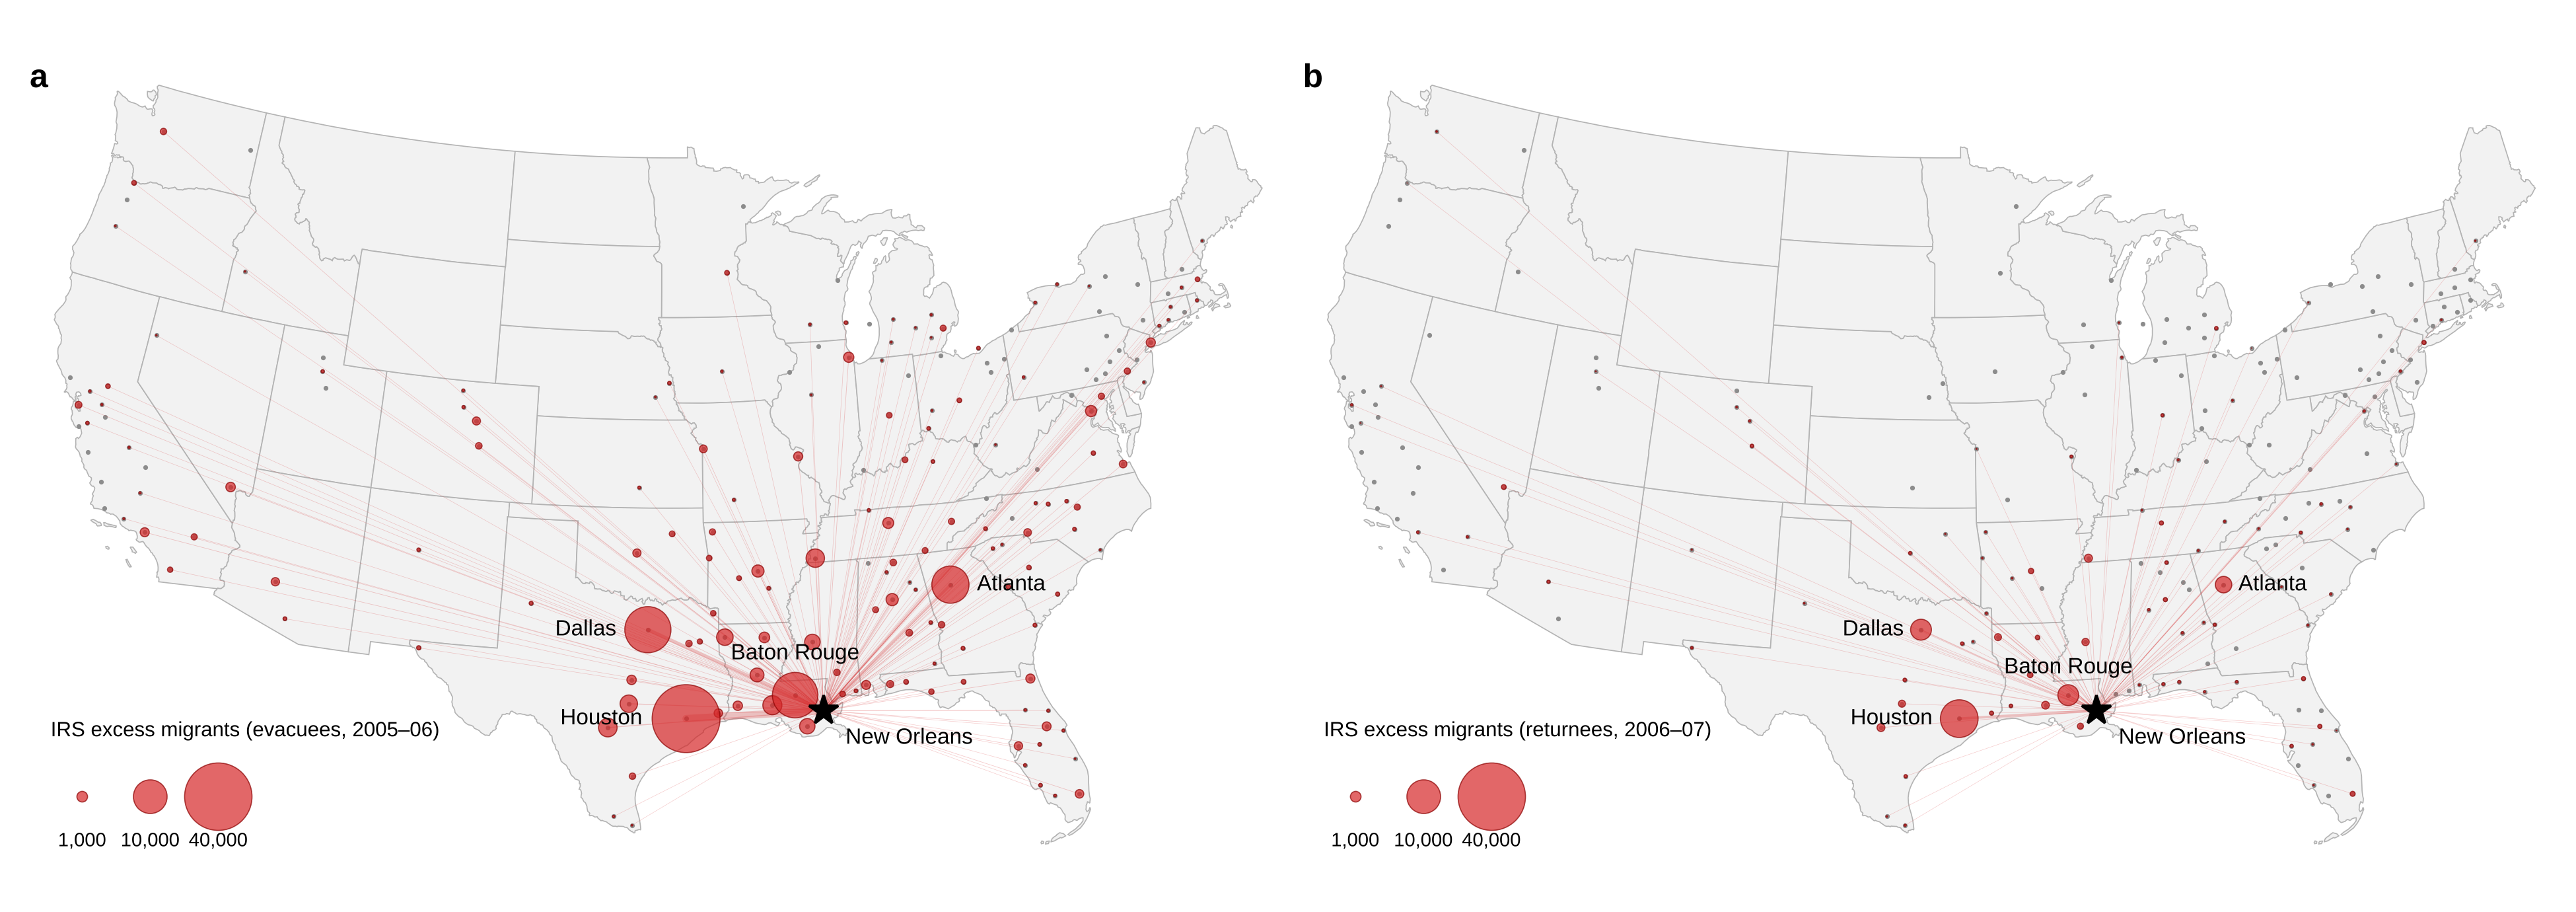 a
Atlanta
Dallas
Baton Rouge
Houston
New Orleans
IRS excess migrants (evacuees, 2005–06)
1,000 10,000 40,000
b
Atlanta
Dallas
Baton Rouge
Houston
New Orleans
IRS excess migrants (returnees, 2006–07)
1,000 10,000 40,000